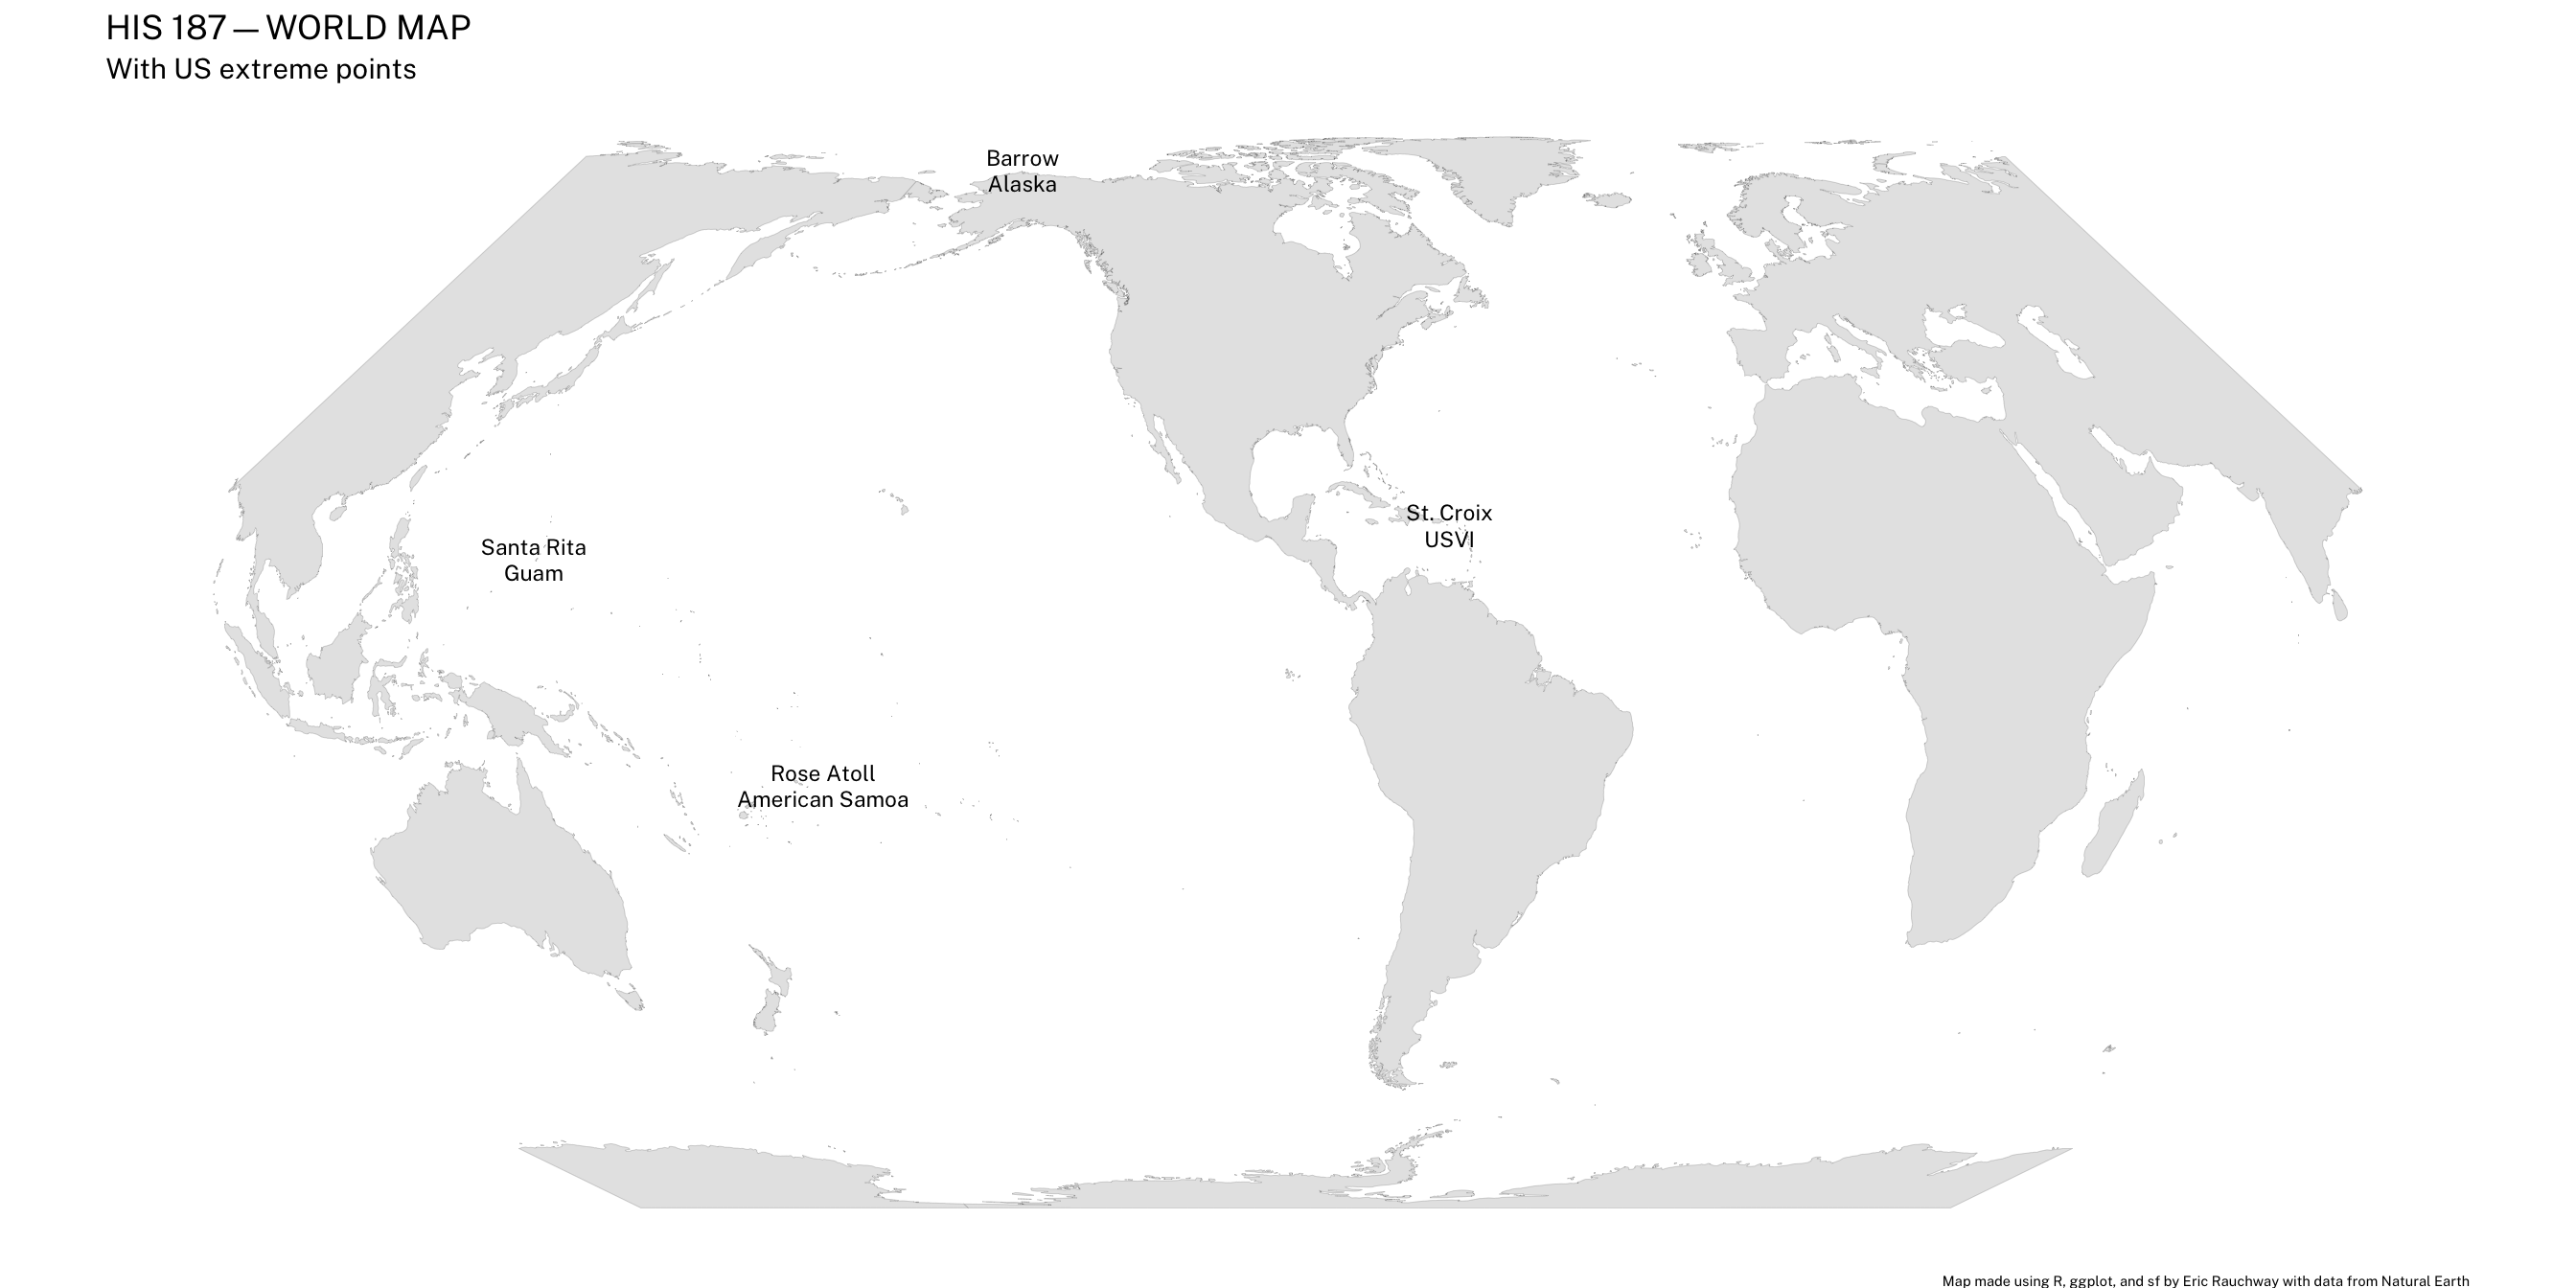 HIS 187 — WORLD MAP
With US extreme points
Barrow
Alaska
St. Croix
USVI
Santa Rita
Guam
Rose Atoll
American Samoa
Map made using R, ggplot, and sf by Eric Rauchway with data from Natural Earth